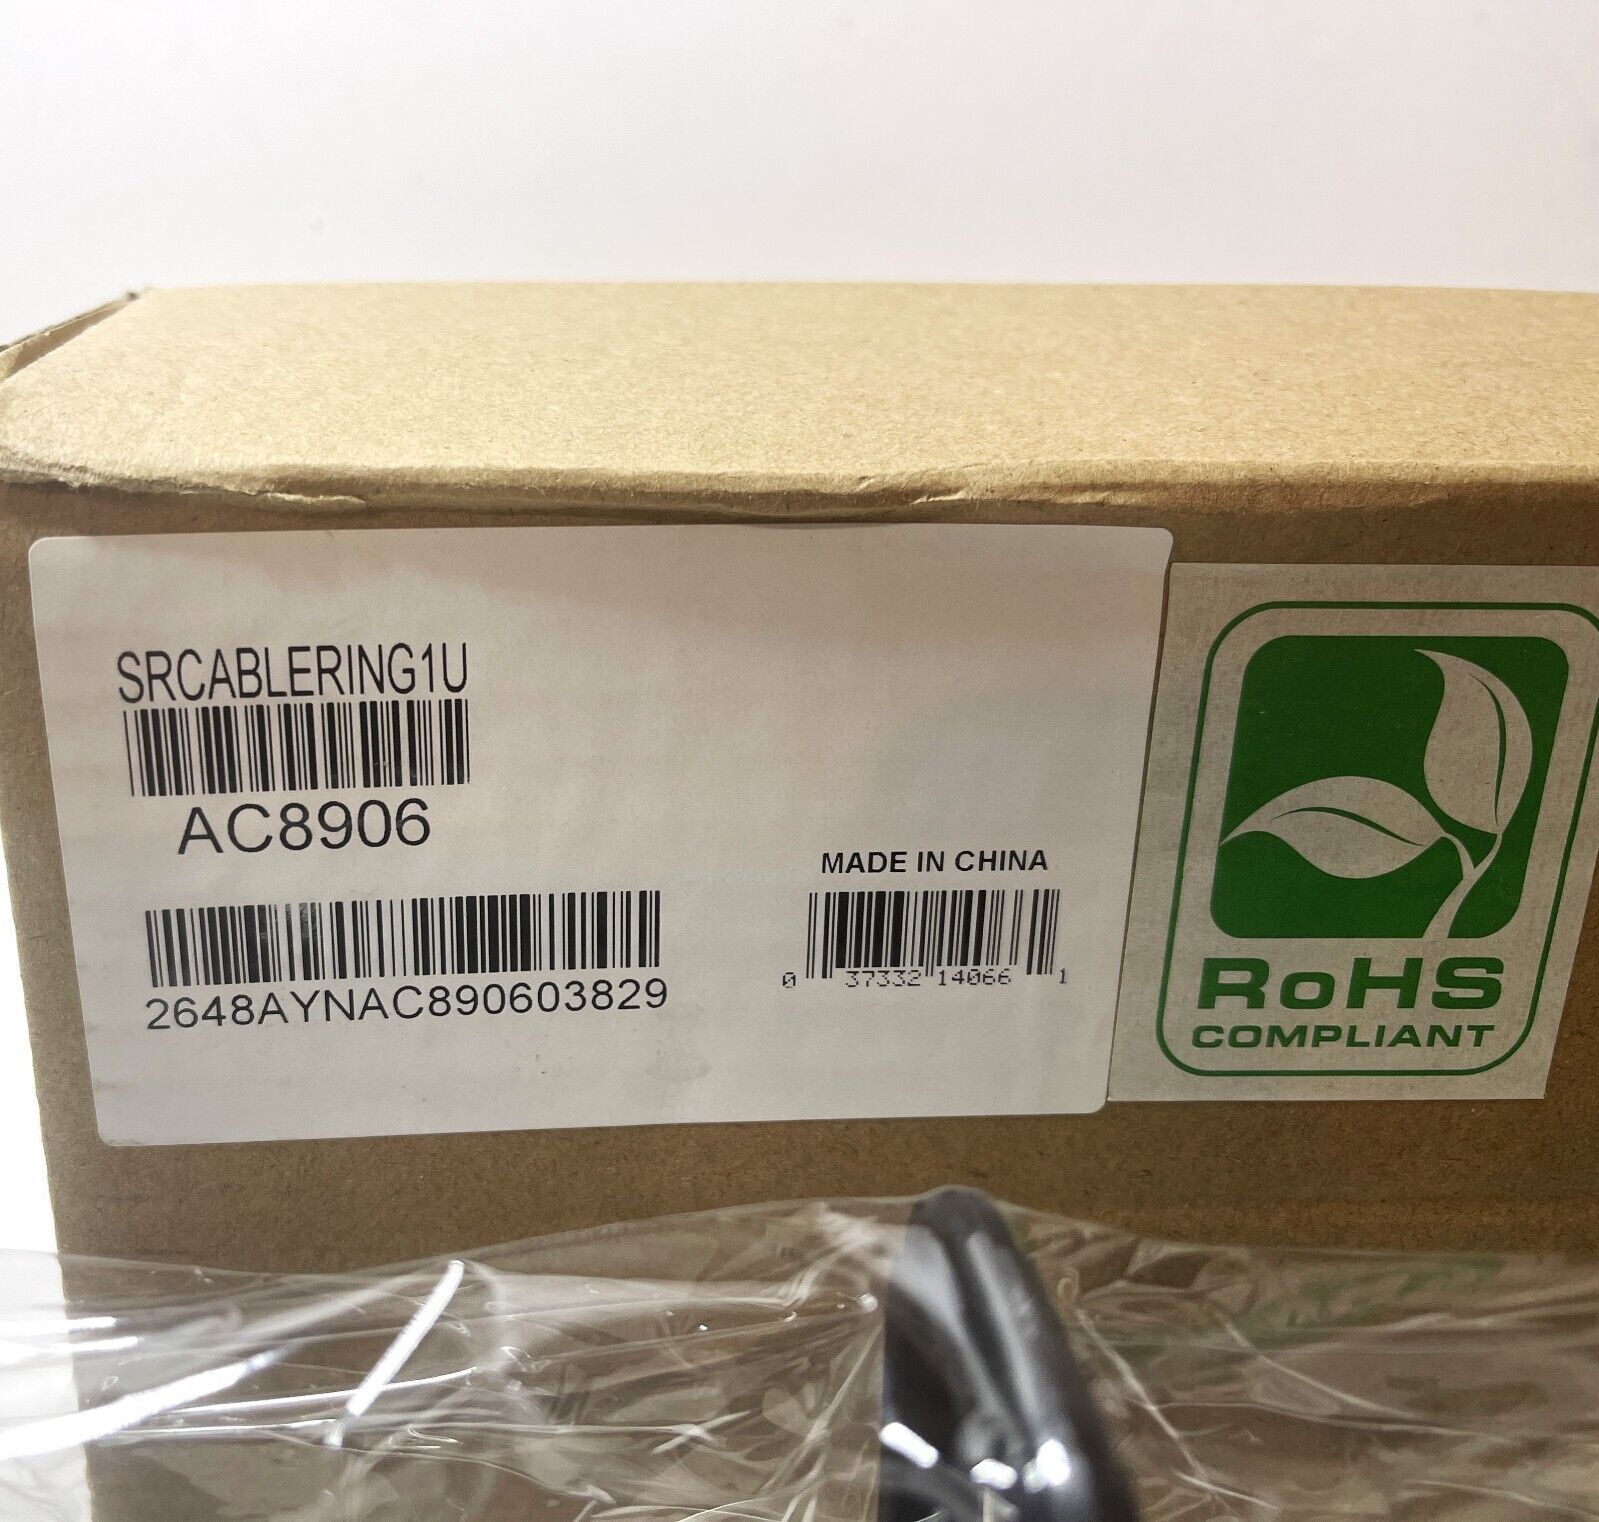 SRCABLERING1U
AC8906
2648AYNAC890603829
MADE IN CHINA
0 37332 14066 1
RoHS
COMPLIANT